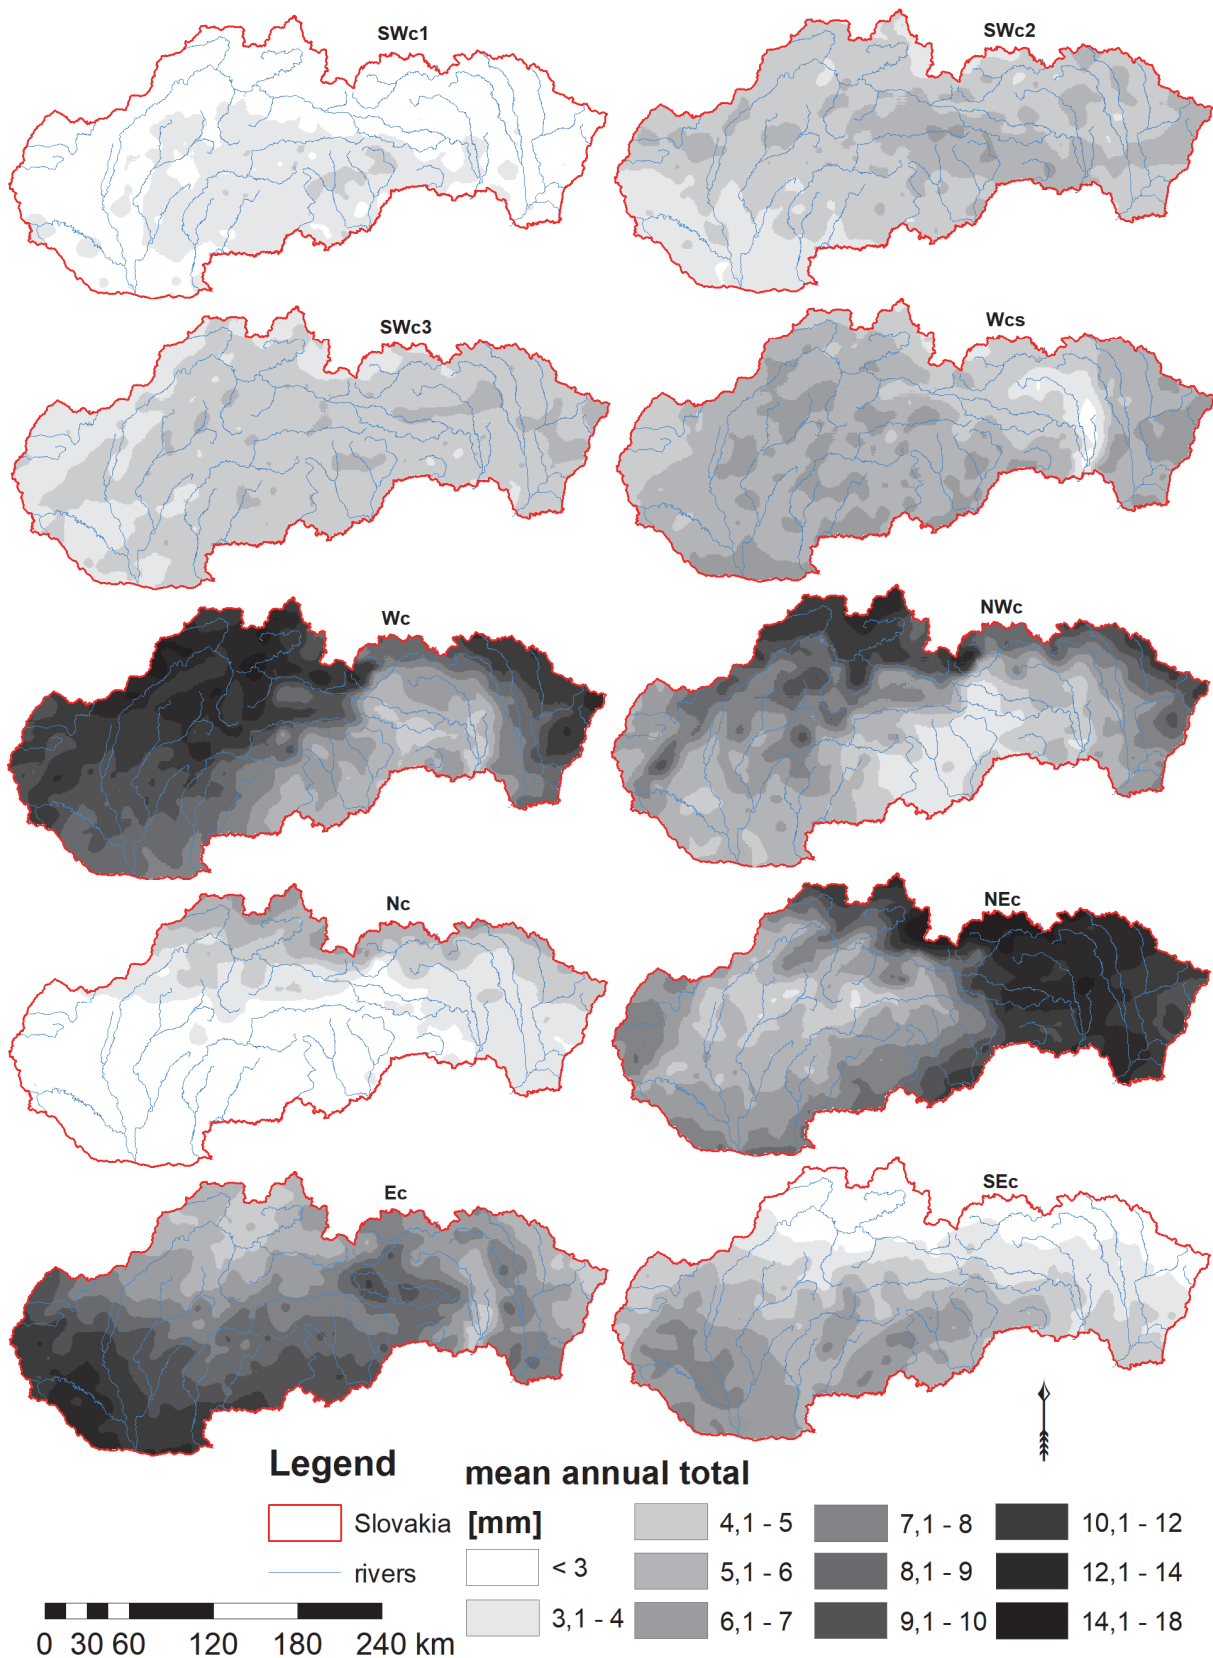 SWc1
SWc2
SWc3
Wcs
Wc
NWc
Nc
NEc
Ec
SEc
Legend
Slovakia
rivers
0 30 60 120 180 240 km
mean annual total
[mm]
< 3
3,1 - 4
4,1 - 5
5,1 - 6
6,1 - 7
7,1 - 8
8,1 - 9
9,1 - 10
10,1 - 12
12,1 - 14
14,1 - 18